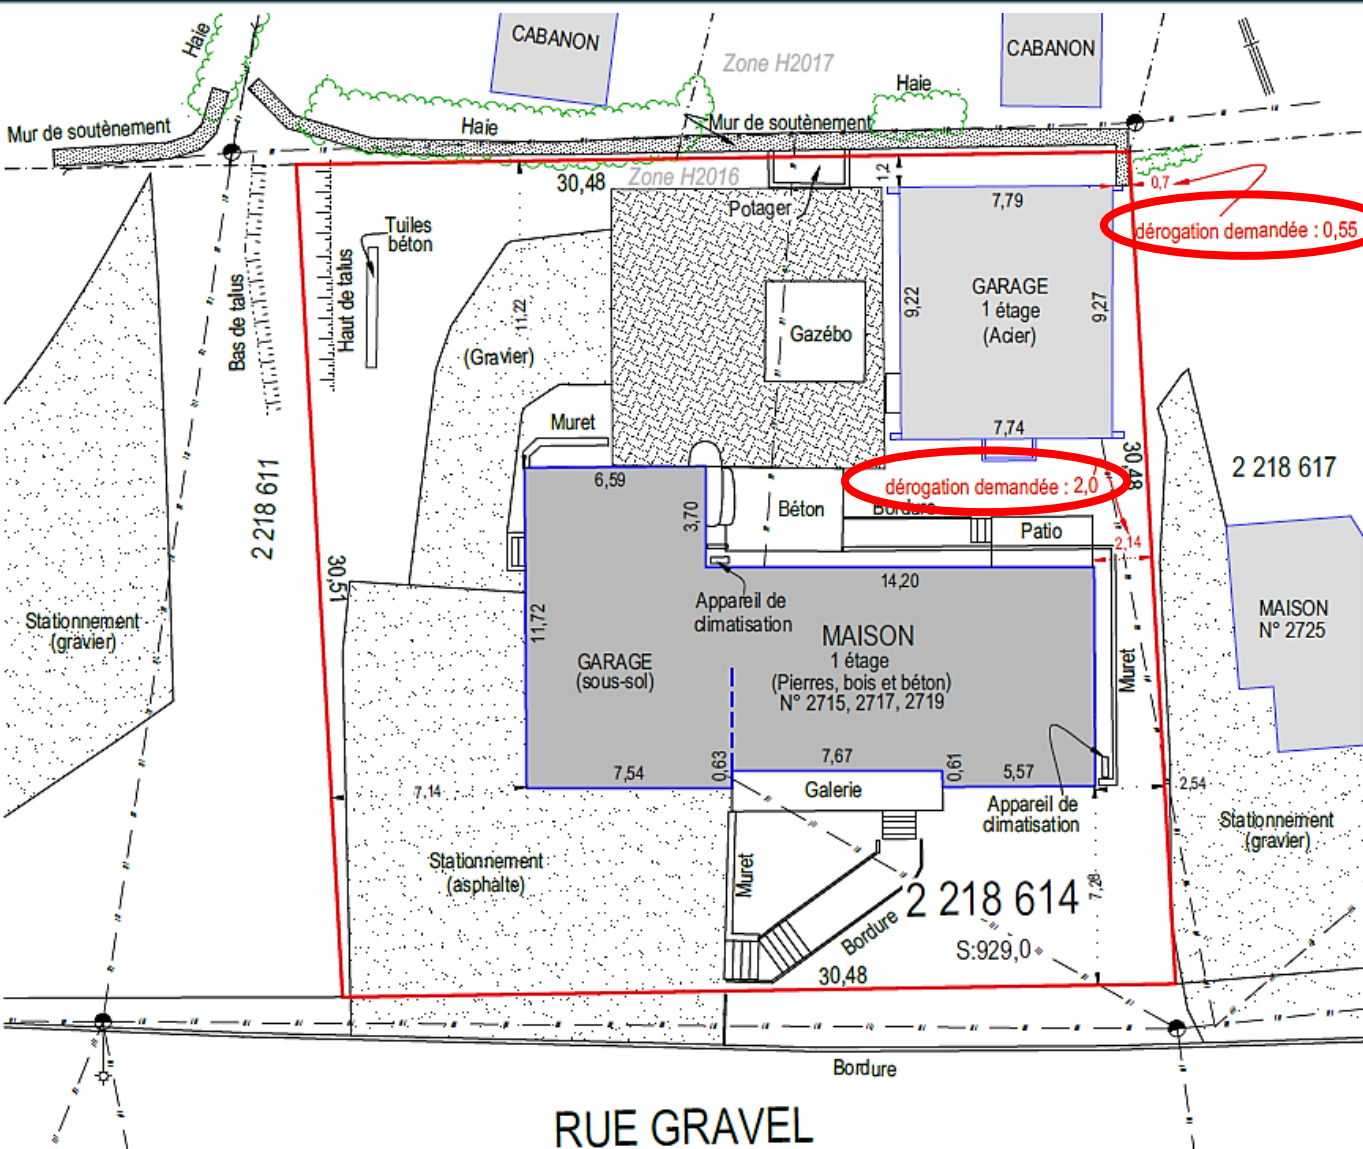 Haie
CABANON
Zone H2017
CABANON
Haie
Mur de soutènement
Haie
Mur de soutènement
30,48
Zone H2016
1,2
0,7
Potager
7,79
dérogation demandée : 0,55
Tuiles
béton
Bas de talus
Haut de talus
11,22
(Gravier)
Gazébo
9,22
GARAGE
1 étage
(Acier)
9,27
Muret
7,74
30,48
2 218 617
2 218 611
6,59
dérogation demandée : 2,0
3,70
Béton
Bordure
Patio
2,14
30,51
14,20
Appareil de
climatisation
Stationnement
(gravier)
11,72
GARAGE
(sous-sol)
MAISON
1 étage
(Pierres, bois et béton)
N° 2715, 2717, 2719
Muret
MAISON
N° 2725
7,14
7,54
0,63
7,67
0,61
5,57
2,54
Galerie
Appareil de
climatisation
Stationnement
(gravier)
Stationnement
(asphalte)
Muret
Bordure
2 218 614
7,28
S:929,0
30,48
Bordure
RUE GRAVEL